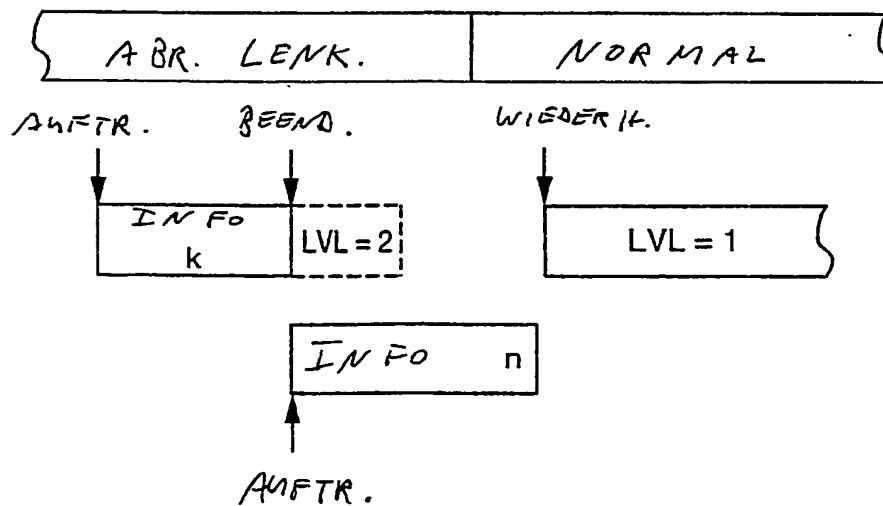 ABR. LENK. NORMAL
AUFTR. BEEND. WIEDERH.
INFO
k LVL = 2 LVL = 1
INFO n
AUFTR.